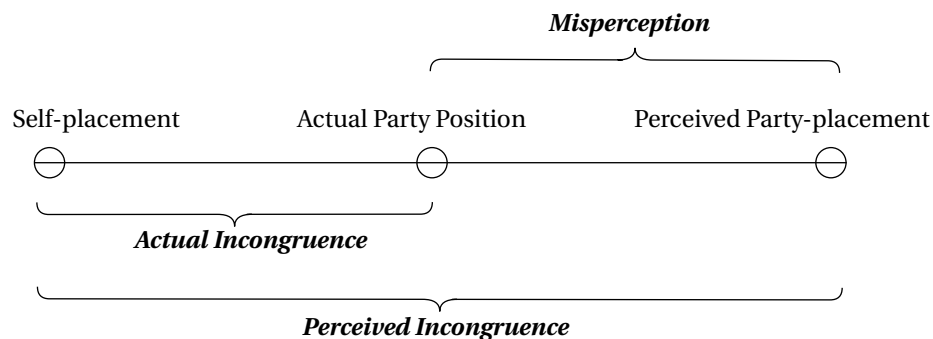 Misperception
Self-placement Actual Party Position Perceived Party-placement
Actual Incongruence
Perceived Incongruence